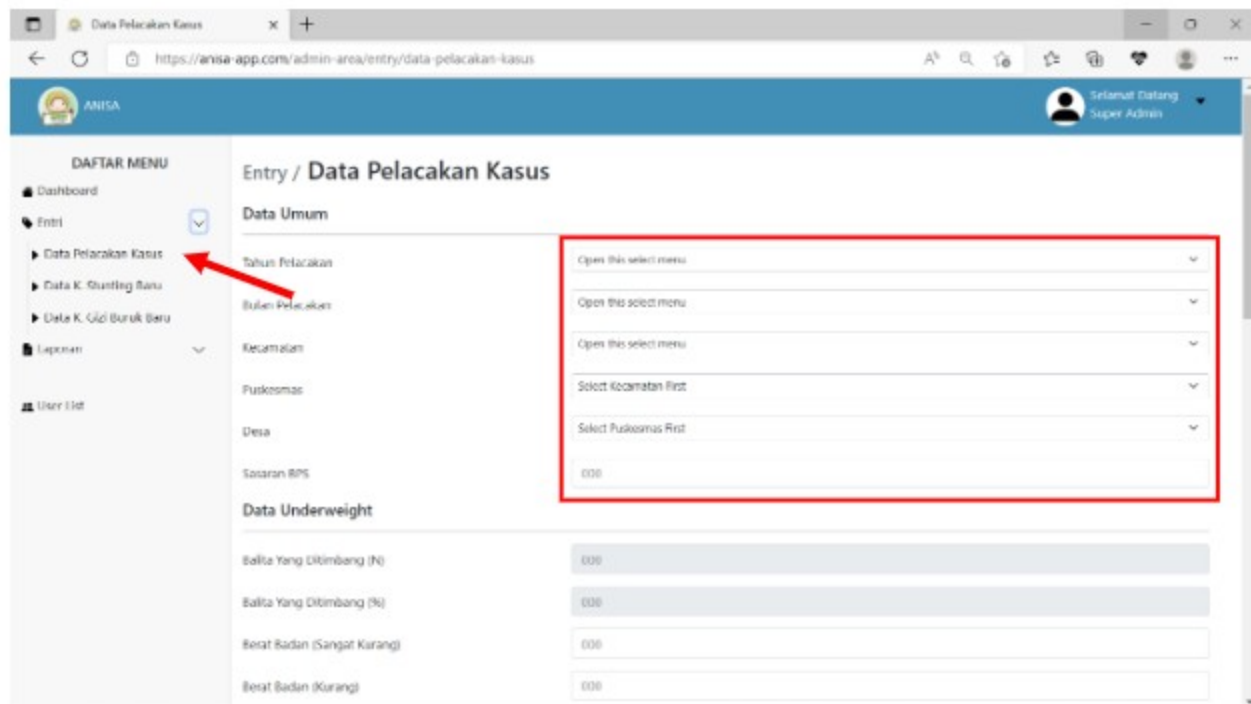 Data Pelacakan Kasus
https://anisa-app.com/admin-area/entry/data-pelacakan-kasus
ANISA
Selamat Datang
Super Admin
DAFTAR MENU
Dashboard
Entri
Data Pelacakan Kasus
Data K. Stunting Baru
Data K. Gizi Buruk Baru
Laporan
User List
Entry / Data Pelacakan Kasus
Data Umum
Tahun Pelacakan
Open this select menu
Bulan Pelacakan
Open this select menu
Kecamatan
Open this select menu
Puskesmas
Select Kecamatan First
Desa
Select Puskesmas First
Sasaran BPS
000
Data Underweight
Balita Yang Ditimbang (N)
000
Balita Yang Ditimbang (%)
000
Berat Badan (Sangat Kurang)
000
Berat Badan (Kurang)
000